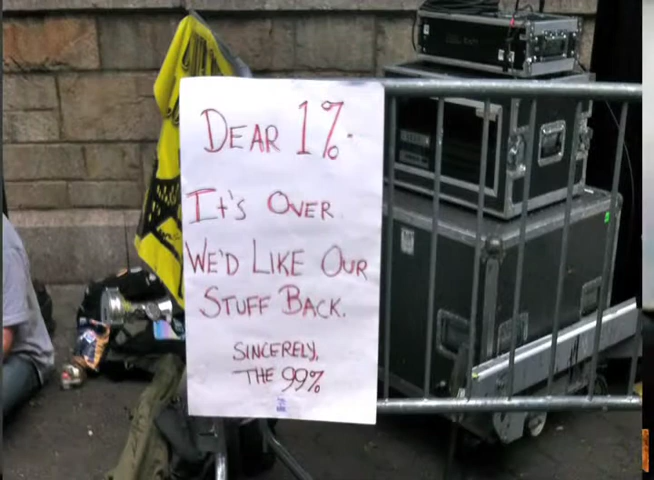 DEAR 1%.
IT'S OVER
WE'D LIKE OUR
STUFF BACK.
SINCERELY,
THE 99%